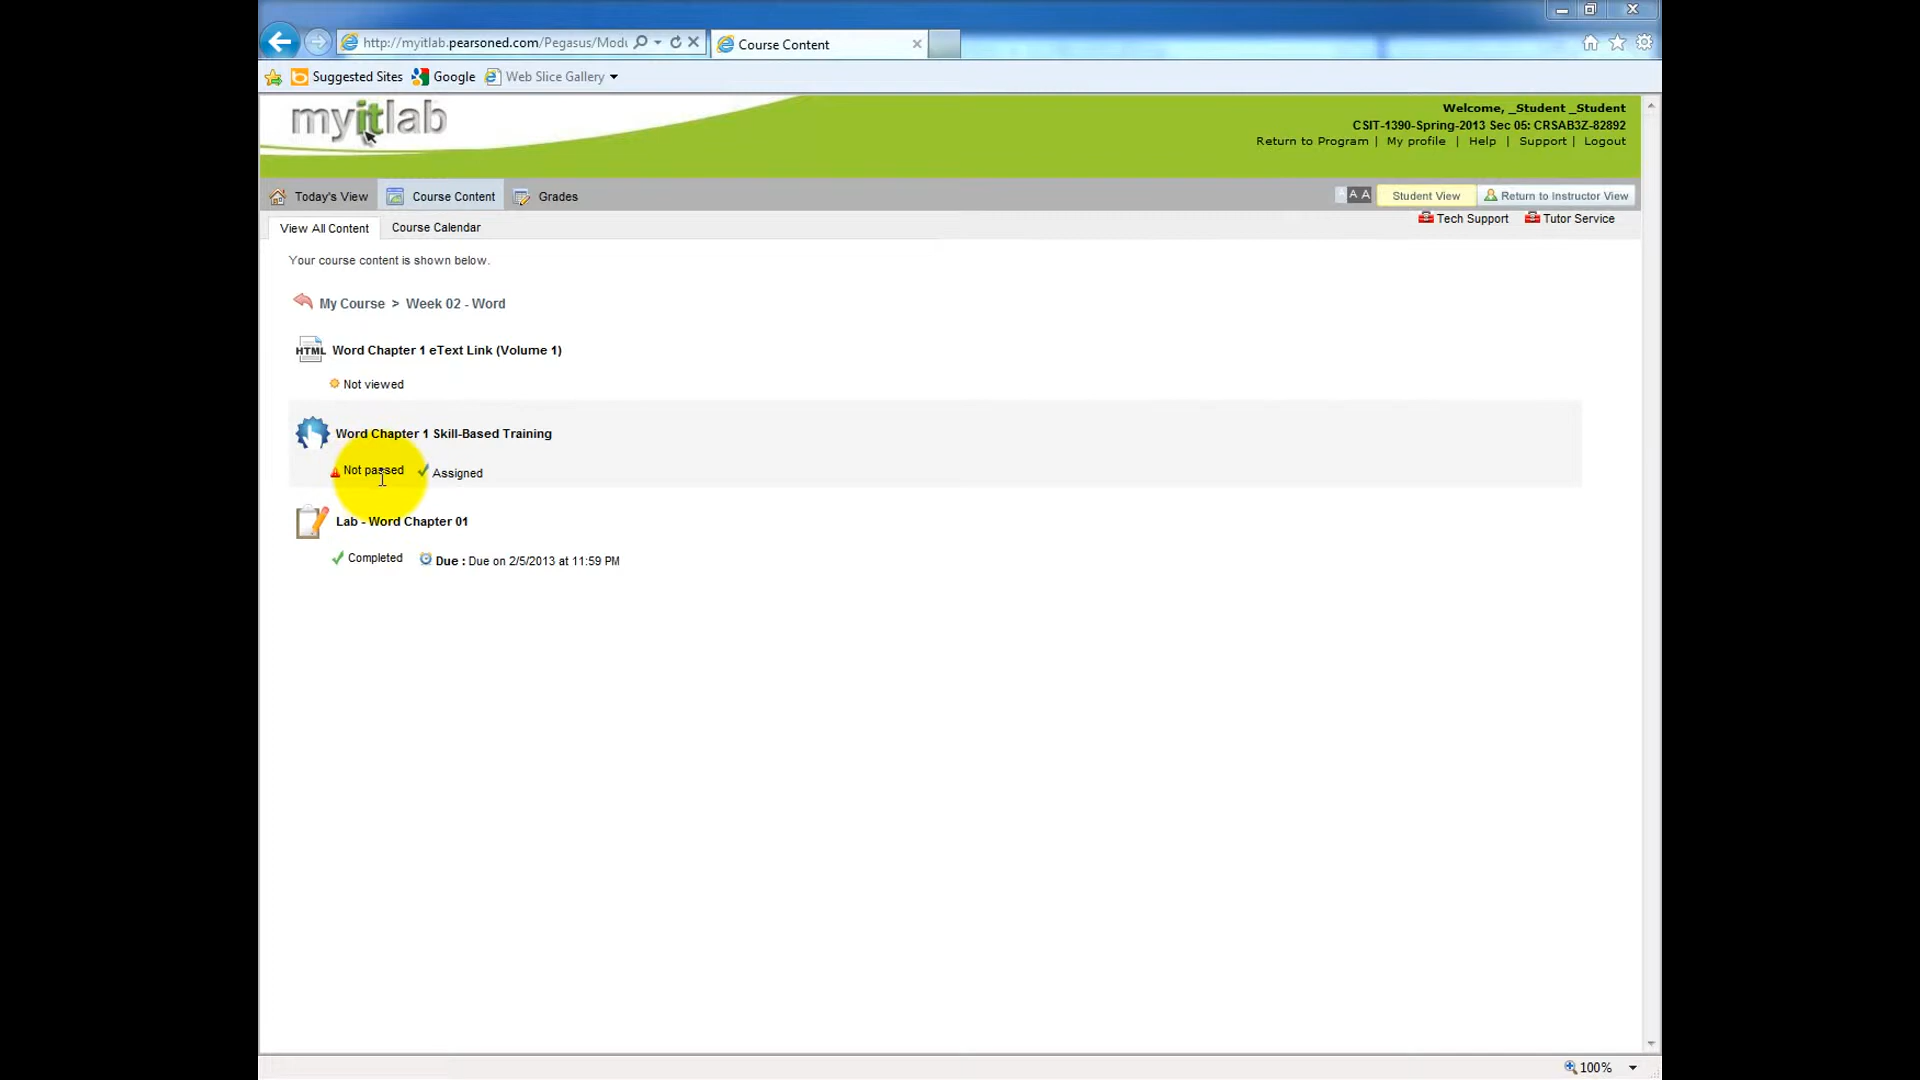 http://myitlab.pearsoned.com/Pegasus/Modu
Course Content
Suggested Sites Google Web Slice Gallery
myitlab
Welcome, _Student _Student
CSIT-1390-Spring-2013 Sec 05: CRSAB3Z-82892
Return to Program | My profile | Help | Support | Logout
Today's View Course Content Grades
A A Student View Return to Instructor View
Tech Support Tutor Service
View All Content Course Calendar
Your course content is shown below.
My Course > Week 02 - Word
HTML Word Chapter 1 eText Link (Volume 1)
Not viewed
Word Chapter 1 Skill-Based Training
Not passed Assigned
Lab - Word Chapter 01
Completed Due : Due on 2/5/2013 at 11:59 PM
100%